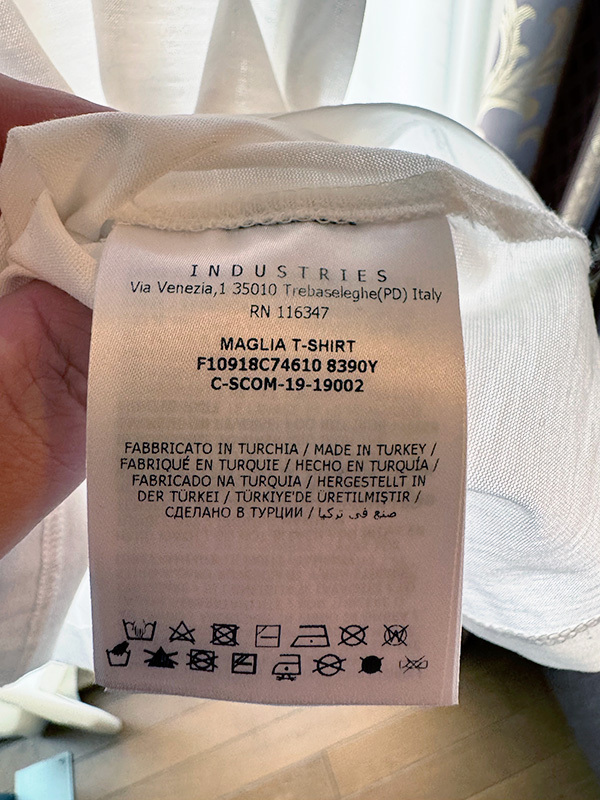 INDUSTRIES
Via Venezia,1 35010 Trebaseleghe(PD) Italy
RN 116347
MAGLIA T-SHIRT
F10918C74610 8390Y
C-SCOM-19-19002
FABBRICATO IN TURCHIA / MADE IN TURKEY /
FABRIQUÉ EN TURQUIE / HECHO EN TURQUÍA /
FABRICADO NA TURQUIA / HERGESTELLT IN
DER TÜRKEI / TÜRKIYE'DE ÜRETILMIŞTIR /
СДЕЛАНО В ТУРЦИИ / صنع في تركيا